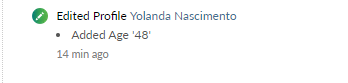 Edited Profile Yolanda Nascimento
• Added Age '48'
14 min ago